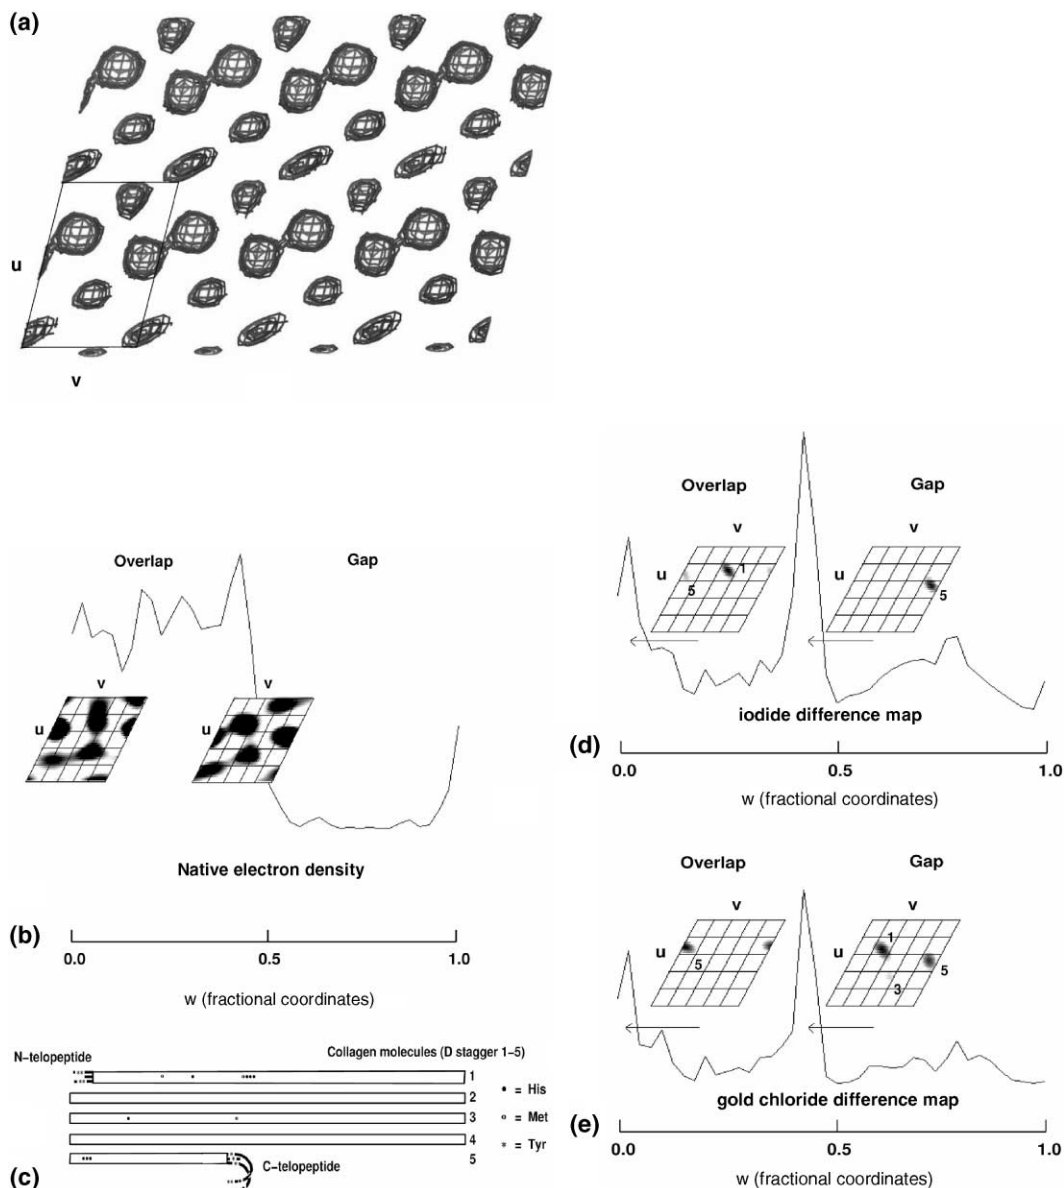 (a)
u
v
Overlap
Gap
v
u
v
u
Native electron density
(b)
0.0
0.5
1.0
w (fractional coordinates)
N-telopeptide
Collagen molecules (D stagger 1-5)
1
2
3
4
5
• = His
o = Met
* = Tyr
C-telopeptide
(c)
Overlap
Gap
v
v
u
1
5
u
5
iodide difference map
(d)
0.0
0.5
1.0
w (fractional coordinates)
Overlap
Gap
v
v
u
5
u
1
5
3
gold chloride difference map
(e)
0.0
0.5
1.0
w (fractional coordinates)